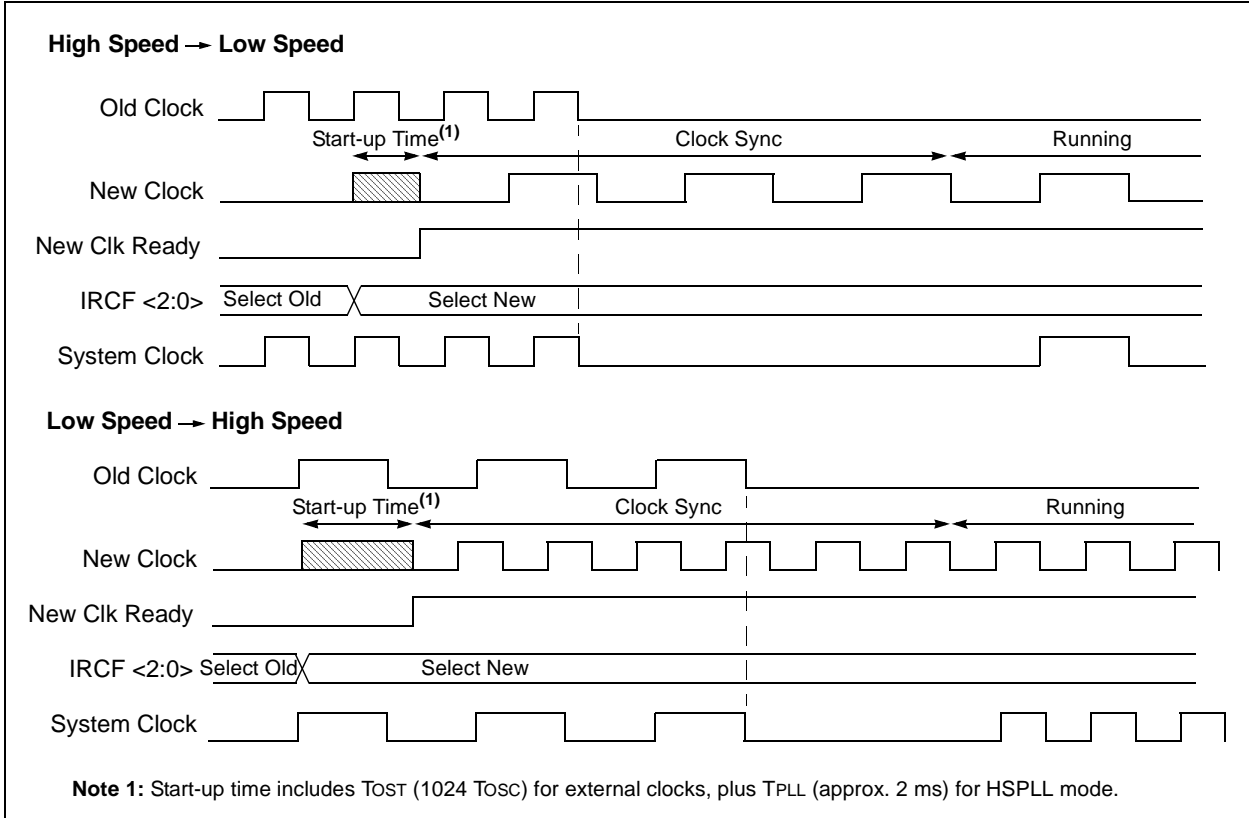 High Speed → Low Speed
Old Clock
Start-up Time(1) Clock Sync Running
New Clock
New Clk Ready
IRCF <2:0> Select Old Select New
System Clock
Low Speed → High Speed
Old Clock
Start-up Time(1) Clock Sync Running
New Clock
New Clk Ready
IRCF <2:0> Select Old Select New
System Clock
Note 1: Start-up time includes TOST (1024 TOSC) for external clocks, plus TPLL (approx. 2 ms) for HSPLL mode.